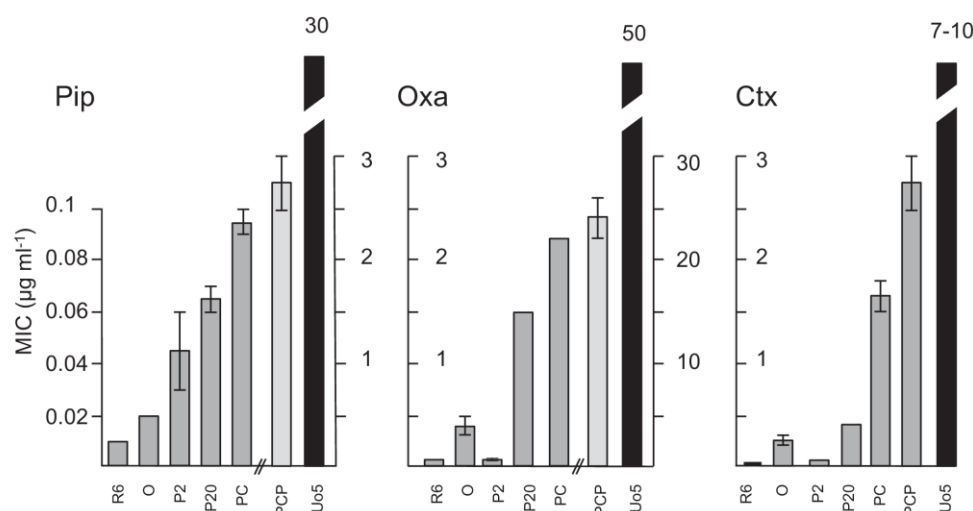 30
50
7-10
Pip
Oxa
Ctx
MIC (µg ml-1)
0.1
0.08
0.06
0.04
0.02
3
2
1
3
2
1
30
20
10
3
2
1
R6
O
P2
P20
PC
PCP
Uo5
R6
O
P2
P20
PC
PCP
Uo5
R6
O
P2
P20
PC
PCP
Uo5